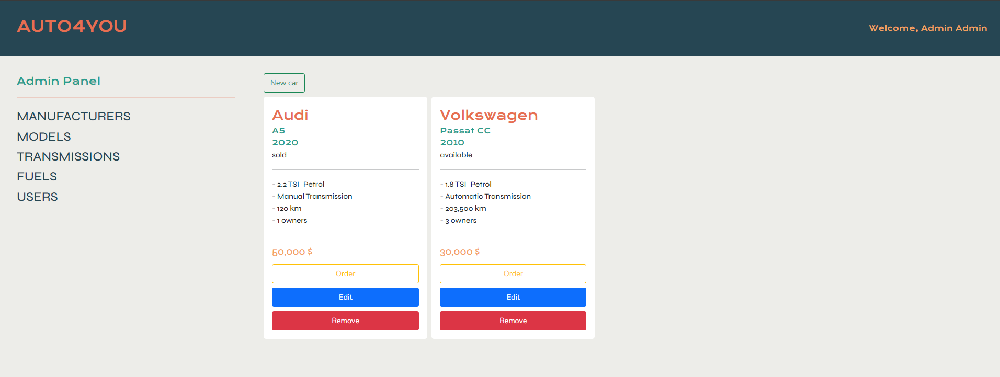 AUTO4YOU
Welcome, Admin Admin
Admin Panel
MANUFACTURERS
MODELS
TRANSMISSIONS
FUELS
USERS
New car
Audi
A5
2020
sold
- 2.2 TSI Petrol
- Manual Transmission
- 120 km
- 1 owners
50,000 $
Order
Edit
Remove
Volkswagen
Passat CC
2010
available
- 1.8 TSI Petrol
- Automatic Transmission
- 203,500 km
- 3 owners
30,000 $
Order
Edit
Remove